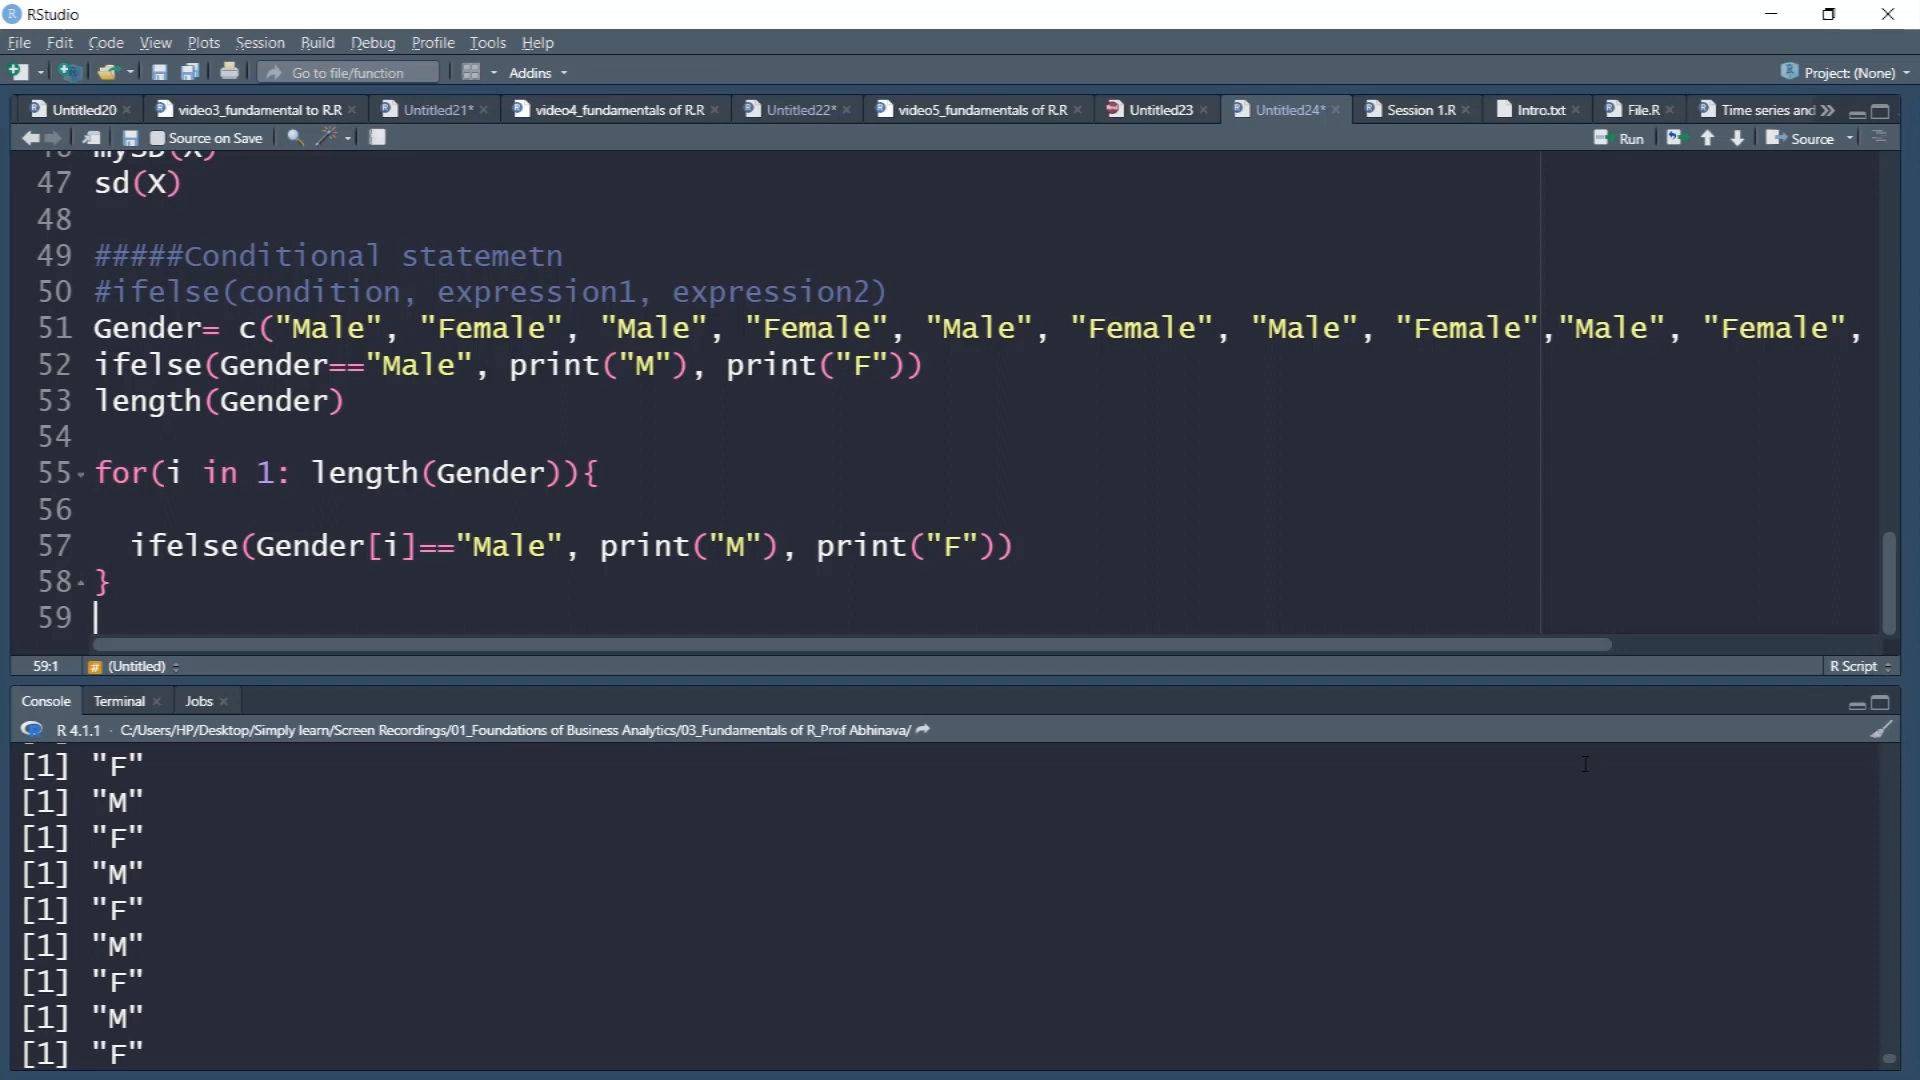 RStudio
File Edit Code View Plots Session Build Debug Profile Tools Help
Go to file/function Addins Project: (None)
Untitled20 video3_fundamental to R.R Untitled21* video4_fundamentals of R.R Untitled22* video5_fundamentals of R.R Untitled23 Untitled24* Session 1.R Intro.txt File.R Time series and
Source on Save Run Source
47 sd(X)
48
49 #####Conditional statemetn
50 #ifelse(condition, expression1, expression2)
51 Gender= c("Male", "Female", "Male", "Female", "Male", "Female", "Male", "Female","Male", "Female",
52 ifelse(Gender=="Male", print("M"), print("F"))
53 length(Gender)
54
55 for(i in 1: length(Gender)){
56
57 ifelse(Gender[i]=="Male", print("M"), print("F"))
58 }
59
59:1 # (Untitled) R Script
Console Terminal Jobs
R 4.1.1 · C:/Users/HP/Desktop/Simply learn/Screen Recordings/01_Foundations of Business Analytics/03_Fundamentals of R_Prof Abhinava/
[1] "F"
[1] "M"
[1] "F"
[1] "M"
[1] "F"
[1] "M"
[1] "F"
[1] "M"
[1] "F"